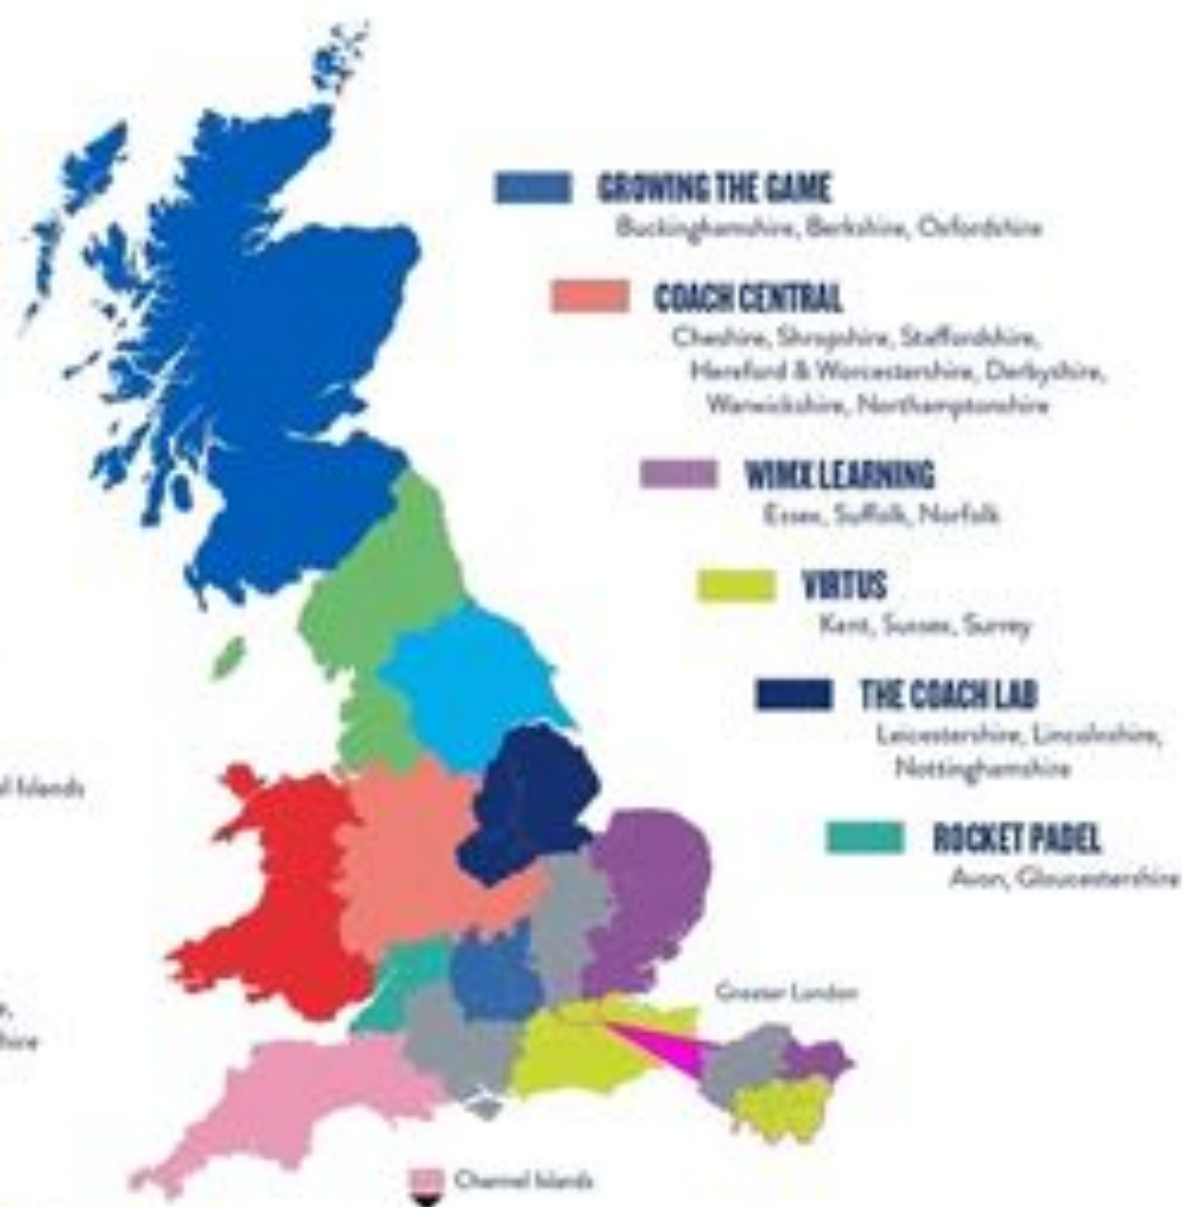 GROWING THE GAME
Buckinghamshire, Berkshire, Oxfordshire
COACH CENTRAL
Cheshire, Shropshire, Staffordshire,
Hereford & Worcestershire, Derbyshire,
Warwickshire, Northamptonshire
WIMX LEARNING
Essex, Suffolk, Norfolk
VIRTUS
Kent, Sussex, Surrey
THE COACH LAB
Leicestershire, Lincolnshire,
Nottinghamshire
ROCKET PADEL
Avon, Gloucestershire
Islands
Greater London
Channel Islands